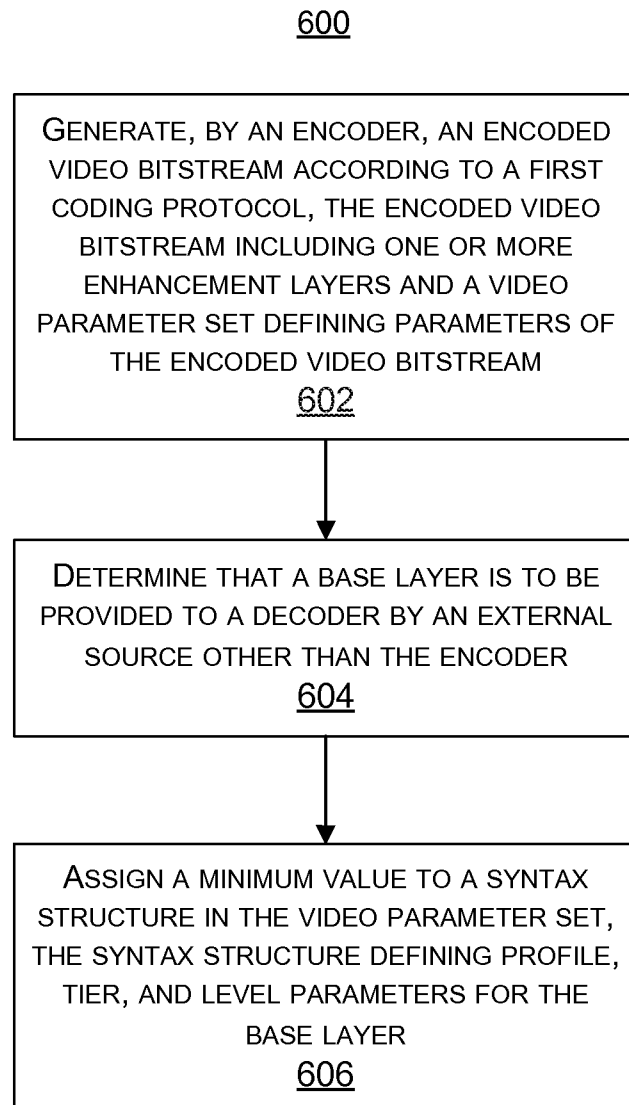 600
GENERATE, BY AN ENCODER, AN ENCODED
VIDEO BITSTREAM ACCORDING TO A FIRST
CODING PROTOCOL, THE ENCODED VIDEO
BITSTREAM INCLUDING ONE OR MORE
ENHANCEMENT LAYERS AND A VIDEO
PARAMETER SET DEFINING PARAMETERS OF
THE ENCODED VIDEO BITSTREAM
602
DETERMINE THAT A BASE LAYER IS TO BE
PROVIDED TO A DECODER BY AN EXTERNAL
SOURCE OTHER THAN THE ENCODER
604
ASSIGN A MINIMUM VALUE TO A SYNTAX
STRUCTURE IN THE VIDEO PARAMETER SET,
THE SYNTAX STRUCTURE DEFINING PROFILE,
TIER, AND LEVEL PARAMETERS FOR THE
BASE LAYER
606